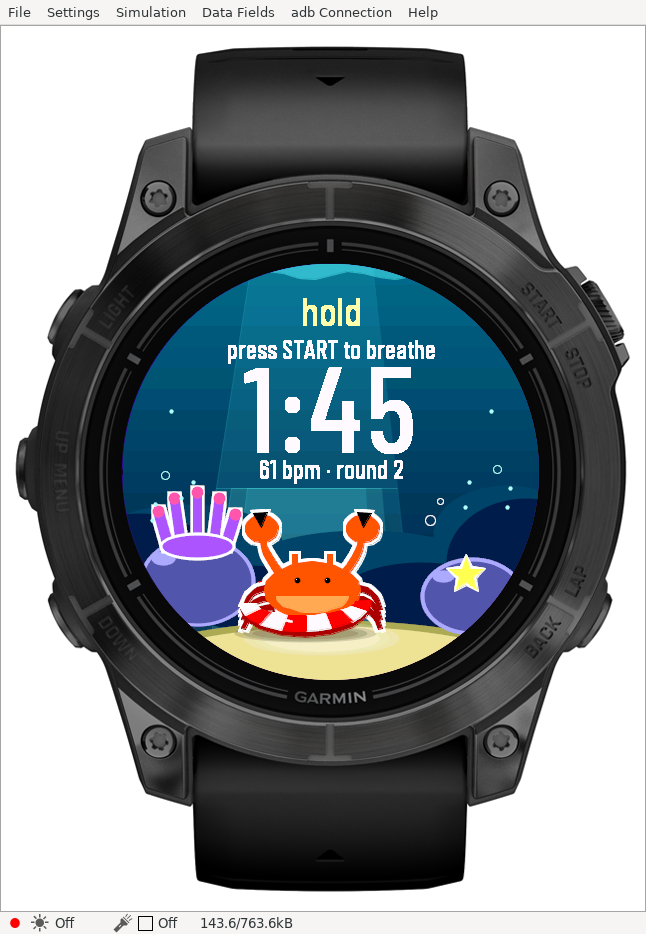 File Settings Simulation Data Fields adb Connection Help
LIGHT
START
STOP
UP MENU
hold
press START to breathe
1:45
61 bpm · round 2
DOWN
LAP
BACK
GARMIN
Off Off 143.6/763.6kB